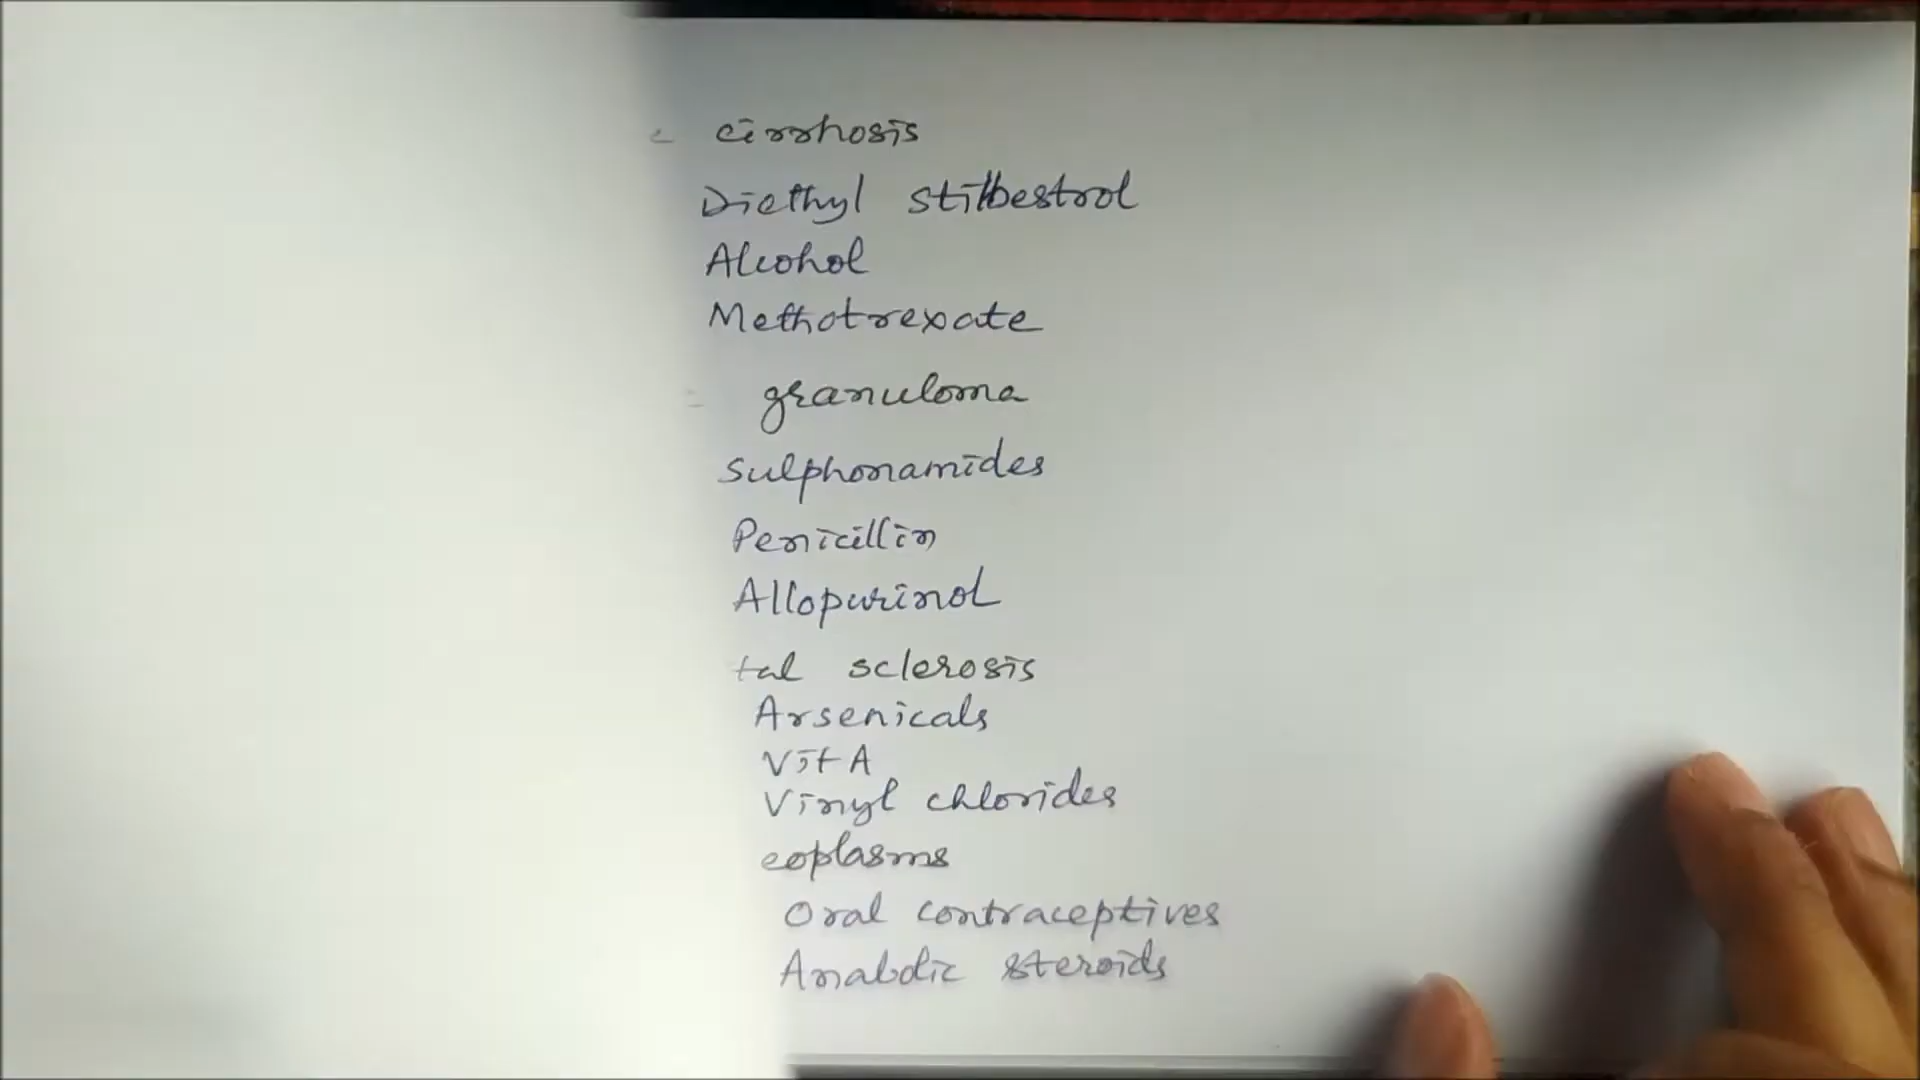 cirrhosis
Diethyl stilbestrol
Alcohol
Methotrexate
granuloma
Sulphonamides
Penicillin
Allopurinol
tal sclerosis
Arsenicals
Vit A
Vinyl chlorides
eoplasms
Oral contraceptives
Anabolic steroids